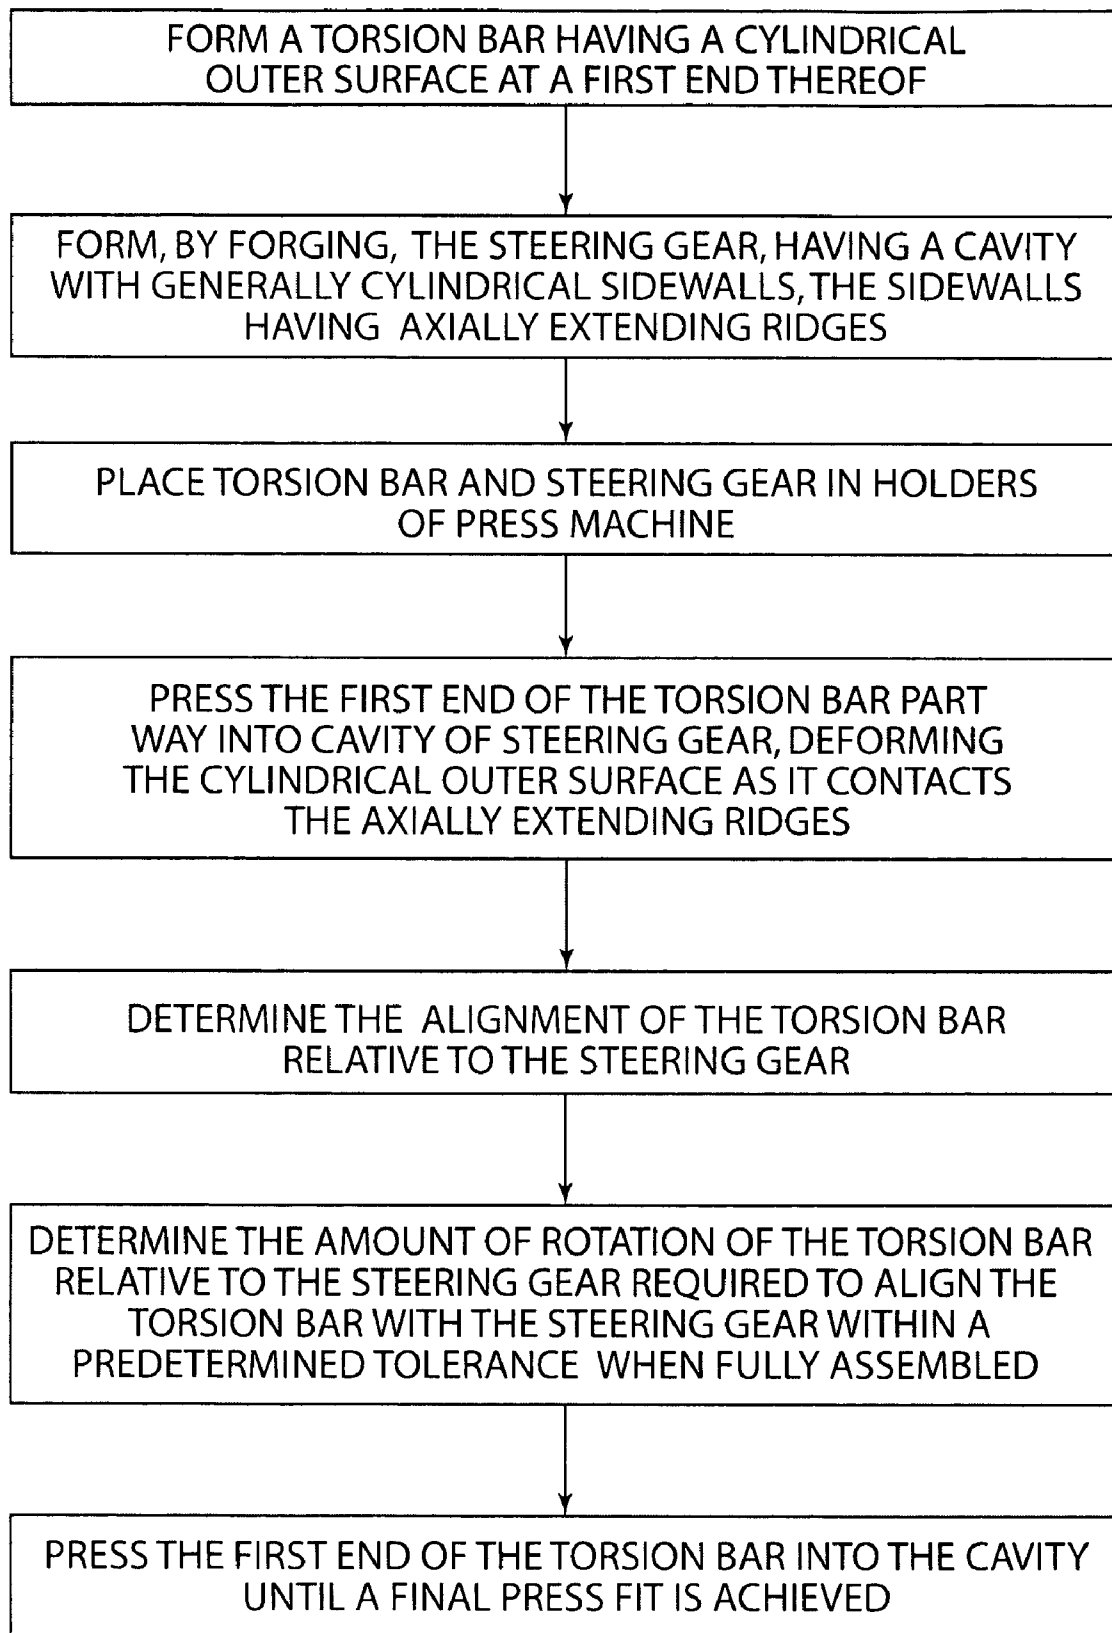 FORM A TORSION BAR HAVING A CYLINDRICAL
OUTER SURFACE AT A FIRST END THEREOF
FORM, BY FORGING, THE STEERING GEAR, HAVING A CAVITY
WITH GENERALLY CYLINDRICAL SIDEWALLS, THE SIDEWALLS
HAVING AXIALLY EXTENDING RIDGES
PLACE TORSION BAR AND STEERING GEAR IN HOLDERS
OF PRESS MACHINE
PRESS THE FIRST END OF THE TORSION BAR PART
WAY INTO CAVITY OF STEERING GEAR, DEFORMING
THE CYLINDRICAL OUTER SURFACE AS IT CONTACTS
THE AXIALLY EXTENDING RIDGES
DETERMINE THE ALIGNMENT OF THE TORSION BAR
RELATIVE TO THE STEERING GEAR
DETERMINE THE AMOUNT OF ROTATION OF THE TORSION BAR
RELATIVE TO THE STEERING GEAR REQUIRED TO ALIGN THE
TORSION BAR WITH THE STEERING GEAR WITHIN A
PREDETERMINED TOLERANCE WHEN FULLY ASSEMBLED
PRESS THE FIRST END OF THE TORSION BAR INTO THE CAVITY
UNTIL A FINAL PRESS FIT IS ACHIEVED